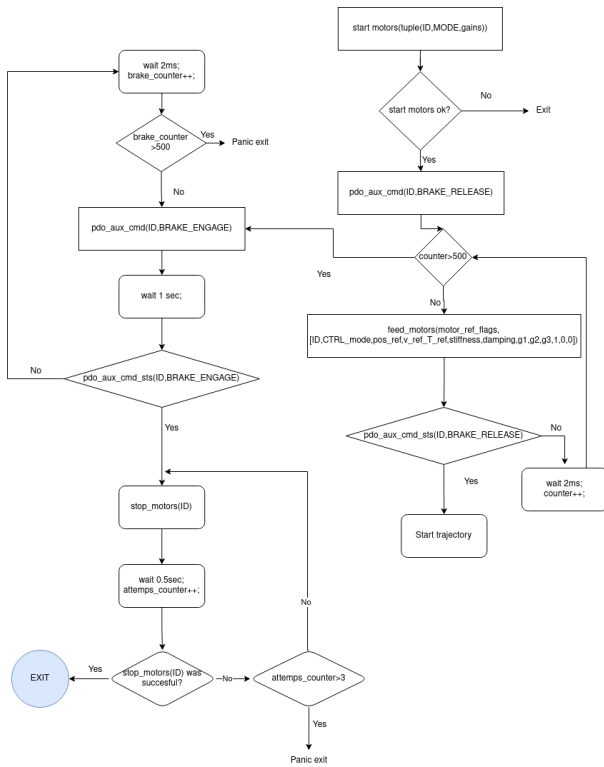 start motors(tuple(ID,MODE,gains))
wait 2ms;
brake_counter++;
start motors ok?
No
Exit
brake_counter
>500
Yes
Panic exit
Yes
No
pdo_aux_cmd(ID,BRAKE_RELEASE)
pdo_aux_cmd(ID,BRAKE_ENGAGE)
counter>500
Yes
wait 1 sec;
No
feed_motors(motor_ref_flags,
[ID,CTRL_mode,pos_ref,v_ref_T_ref,stiffness,damping,g1,g2,g3,1,0,0])
No
pdo_aux_cmd_sts(ID,BRAKE_ENGAGE)
Yes
pdo_aux_cmd_sts(ID,BRAKE_RELEASE)
No
Yes
wait 2ms;
counter++;
stop_motors(ID)
Start trajectory
wait 0.5sec;
attemps_counter++;
No
EXIT
Yes
stop_motors(ID) was
succesful?
No
attemps_counter>3
Yes
Panic exit